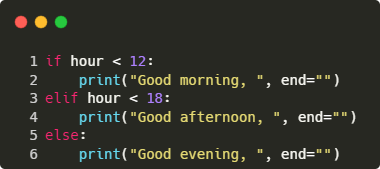 1 if hour < 12:
2     print("Good morning, ", end="")
3 elif hour < 18:
4     print("Good afternoon, ", end="")
5 else:
6     print("Good evening, ", end="")